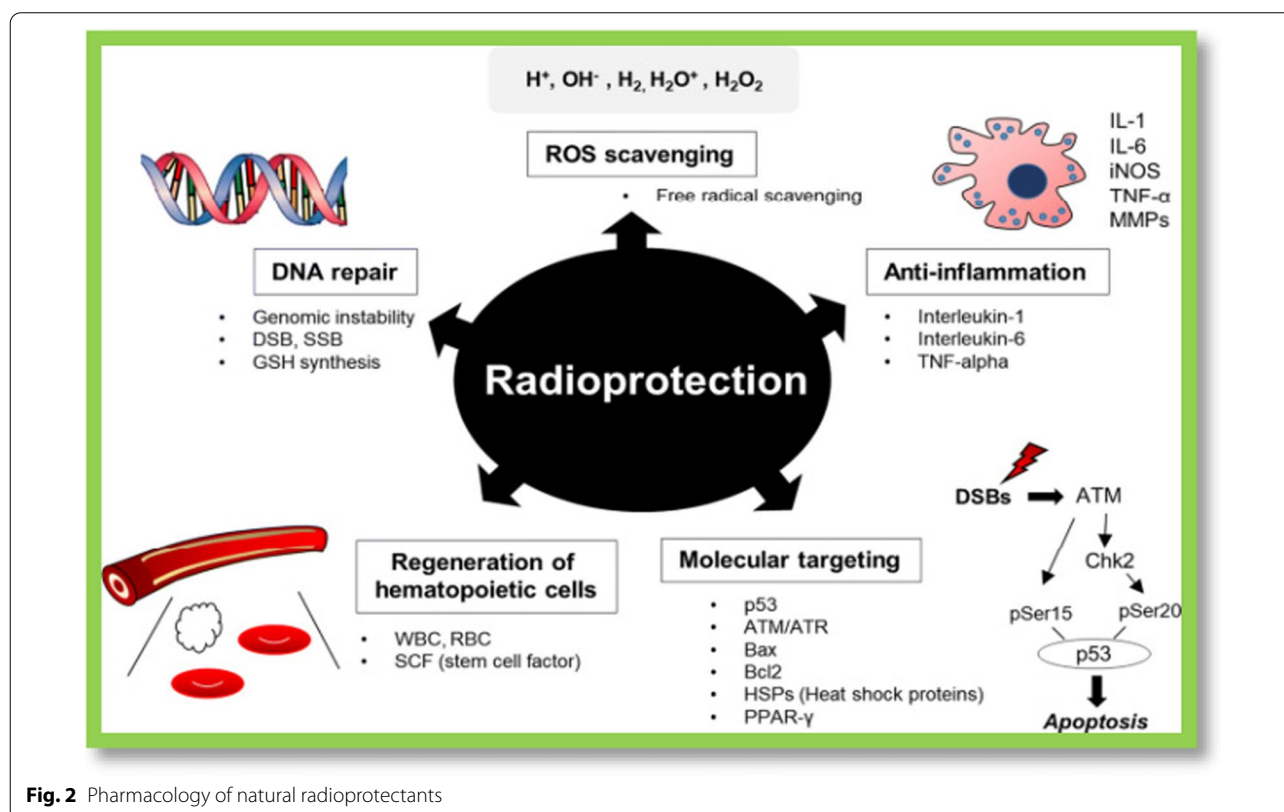 H⁺, OH⁻ , H₂, H₂O⁺ , H₂O₂
ROS scavenging
• Free radical scavenging
IL-1
IL-6
iNOS
TNF-α
MMPs
DNA repair
• Genomic instability
• DSB, SSB
• GSH synthesis
Anti-inflammation
• Interleukin-1
• Interleukin-6
• TNF-alpha
Radioprotection
Regeneration of
hematopoietic cells
• WBC, RBC
• SCF (stem cell factor)
Molecular targeting
• p53
• ATM/ATR
• Bax
• Bcl2
• HSPs (Heat shock proteins)
• PPAR-γ
DSBs
ATM
Chk2
pSer15
pSer20
p53
Apoptosis
Fig. 2 Pharmacology of natural radioprotectants